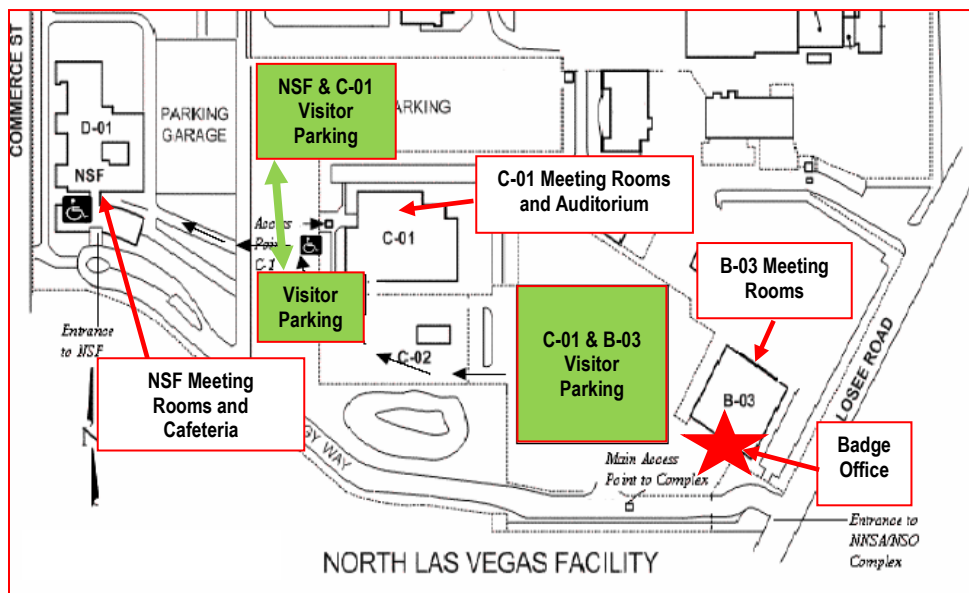 COMMERCE ST
D-01
NSF
PARKING
GARAGE
NSF & C-01
Visitor
Parking
ARKING
C-01 Meeting Rooms
and Auditorium
Access
Point
C-1
C-01
Visitor
Parking
B-03 Meeting
Rooms
C-01 & B-03
Visitor
Parking
Entrance
to NSF
C-02
NSF Meeting
Rooms and
Cafeteria
B-03
LOSEE ROAD
Badge
Office
GY WAY
Main Access
Point to Complex
Entrance to
NNSA/NSO
Complex
N
NORTH LAS VEGAS FACILITY